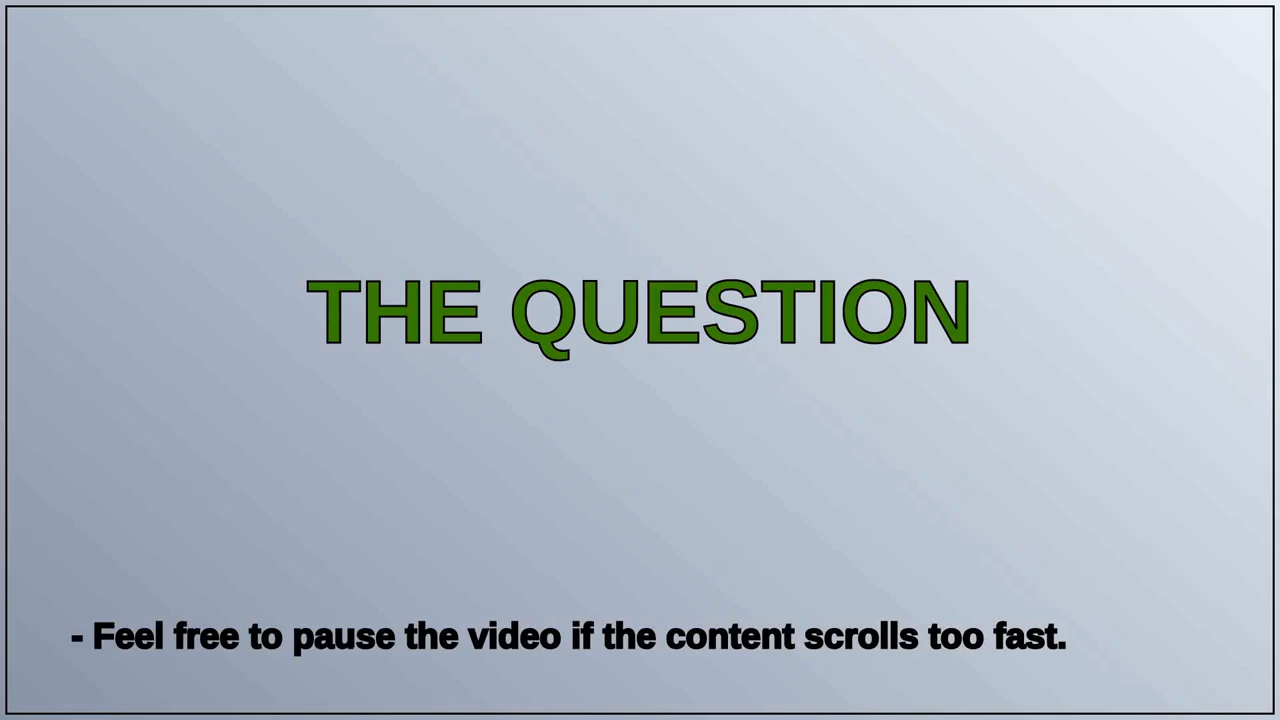 THE QUESTION
- Feel free to pause the video if the content scrolls too fast.